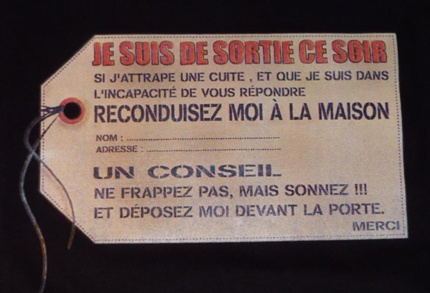 JE SUIS DE SORTIE CE SOIR
SI J'ATTRAPE UNE CUITE , ET QUE JE SUIS DANS
L'INCAPACITÉ DE VOUS RÉPONDRE
RECONDUISEZ MOI À LA MAISON
NOM : ......................................................
ADRESSE : ...............................................
UN CONSEIL
NE FRAPPEZ PAS, MAIS SONNEZ !!!
ET DÉPOSEZ MOI DEVANT LA PORTE.
MERCI